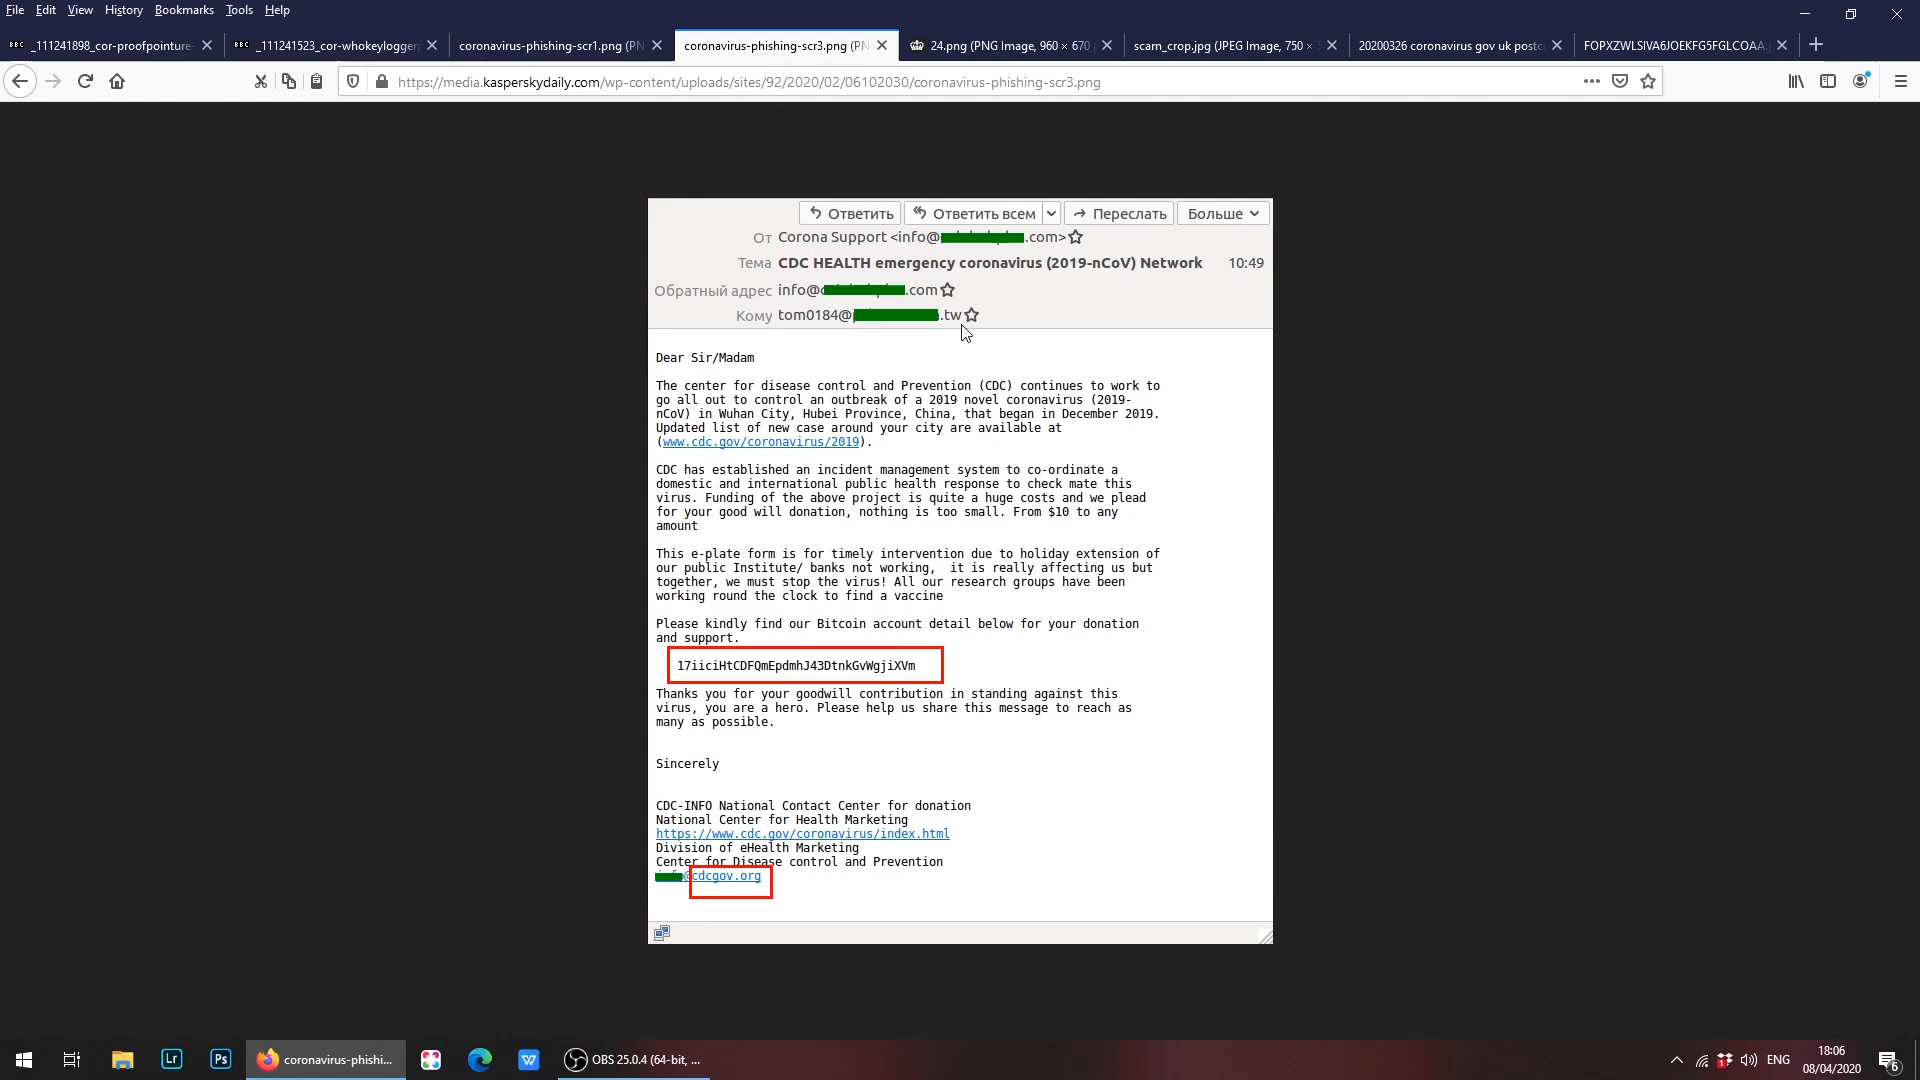 File Edit View History Bookmarks Tools Help
_111241898_cor-proofpointure-
_111241523_cor-whokeylogger
coronavirus-phishing-scr1.png (PN
coronavirus-phishing-scr3.png (PN
24.png (PNG Image, 960 × 670
scam_crop.jpg (JPEG Image, 750 ×
20200326 coronavirus gov uk postc
FOPXZWLSIVA6JOEKFG5FGLCOAA.
https://media.kasperskydaily.com/wp-content/uploads/sites/92/2020/02/06102030/coronavirus-phishing-scr3.png
Ответить Ответить всем Переслать Больше
От Corona Support <info@ .com>
Тема CDC HEALTH emergency coronavirus (2019-nCoV) Network 10:49
Обратный адрес info@ .com
Кому tom0184@ .tw
Dear Sir/Madam
The center for disease control and Prevention (CDC) continues to work to
go all out to control an outbreak of a 2019 novel coronavirus (2019-
nCoV) in Wuhan City, Hubei Province, China, that began in December 2019.
Updated list of new case around your city are available at
(www.cdc.gov/coronavirus/2019).
CDC has established an incident management system to co-ordinate a
domestic and international public health response to check mate this
virus. Funding of the above project is quite a huge costs and we plead
for your good will donation, nothing is too small. From $10 to any
amount
This e-plate form is for timely intervention due to holiday extension of
our public Institute/ banks not working,  it is really affecting us but
together, we must stop the virus! All our research groups have been
working round the clock to find a vaccine
Please kindly find our Bitcoin account detail below for your donation
and support.
17iiciHtCDFQmEpdmhJ43DtnkGvWgjiXVm
Thanks you for your goodwill contribution in standing against this
virus, you are a hero. Please help us share this message to reach as
many as possible.
Sincerely
CDC-INFO National Contact Center for donation
National Center for Health Marketing
https://www.cdc.gov/coronavirus/index.html
Division of eHealth Marketing
Center for Disease control and Prevention
@cdcgov.org
Lr Ps coronavirus-phishi... OBS 25.0.4 (64-bit, ... ENG
18:06
08/04/2020
6